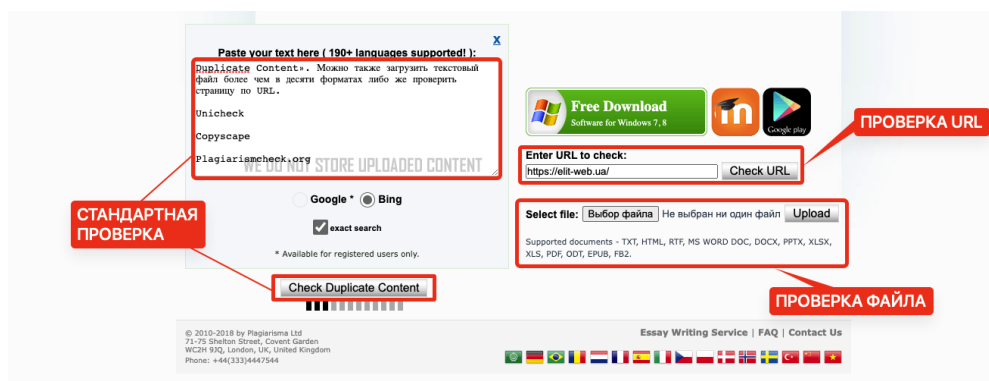 X
Paste your text here ( 190+ languages supported! ):
Duplicate Content». Можно также загрузить текстовый
файл более чем в десяти форматах либо же проверить
страницу по URL.
Unicheck
Copyscape
Plagiarismcheck.org
WE DO NOT STORE UPLOADED CONTENT
Google * Bing
exact search
* Available for registered users only.
Check Duplicate Content
СТАНДАРТНАЯ
ПРОВЕРКА
Free Download
Software for Windows 7, 8
m
Google play
ПРОВЕРКА URL
Enter URL to check:
https://elit-web.ua/ Check URL
Select file: Выбор файла Не выбран ни один файл Upload
Supported documents - TXT, HTML, RTF, MS WORD DOC, DOCX, PPTX, XLSX,
XLS, PDF, ODT, EPUB, FB2.
ПРОВЕРКА ФАЙЛА
© 2010-2018 by Plagiarisma Ltd
71-75 Shelton Street, Covent Garden
WC2H 9JQ, London, UK, United Kingdom
Phone: +44(333)4447544
Essay Writing Service | FAQ | Contact Us